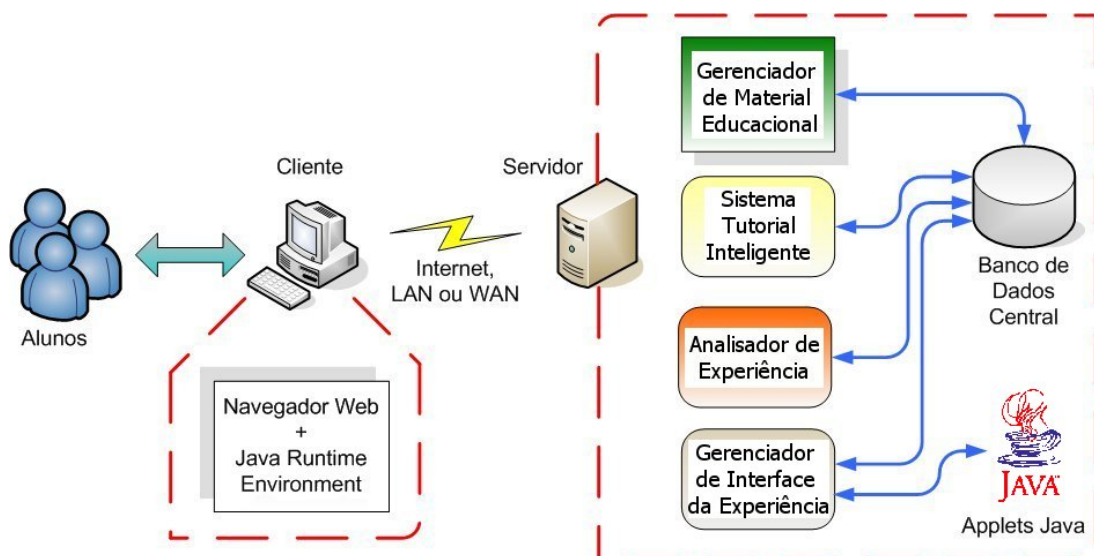 Alunos
Cliente
Internet,
LAN ou WAN
Navegador Web
+
Java Runtime
Environment
Servidor
Gerenciador
de Material
Educacional
Sistema
Tutorial
Inteligente
Analisador de
Experiência
Gerenciador
de Interface
da Experiência
Banco de
Dados
Central
JAVA
Applets Java